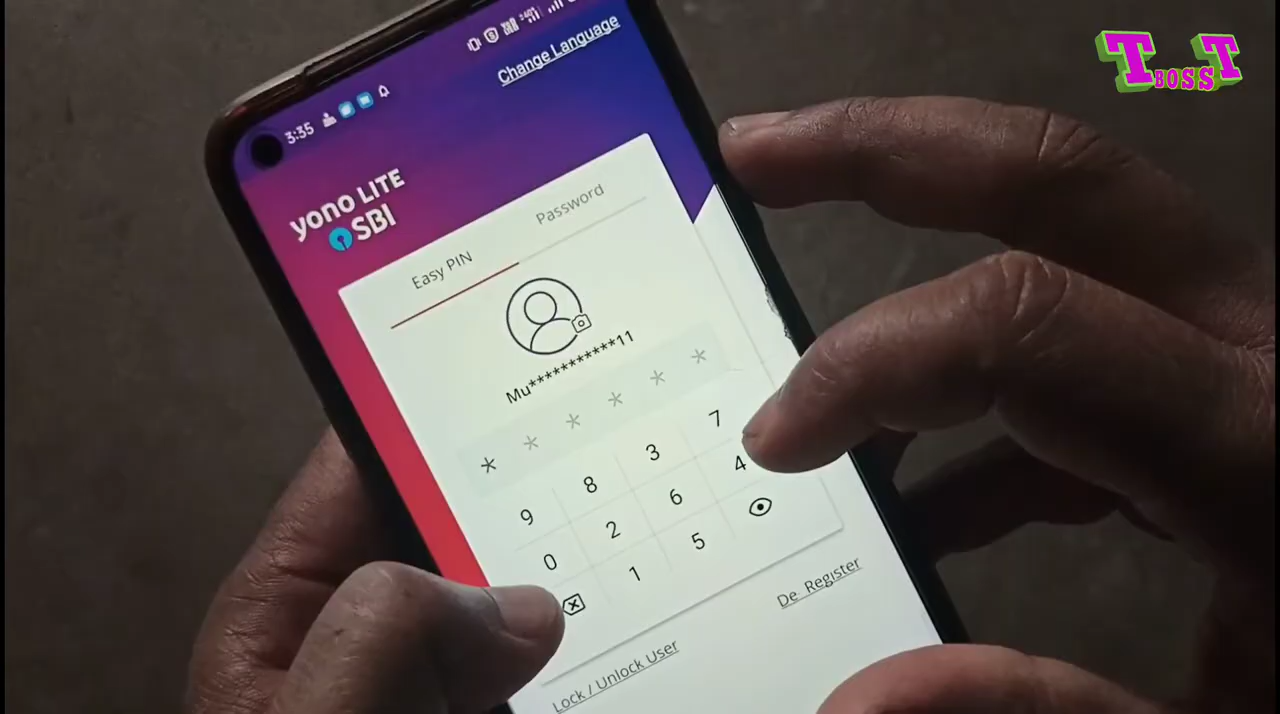 T BOSS T
3:35
Change Language
yono LITE
SBI
Easy PIN
Password
Mu***********11
* * * * * *
9 8 3 7
0 2 6 4
1 5
Lock / Unlock User
De- Register